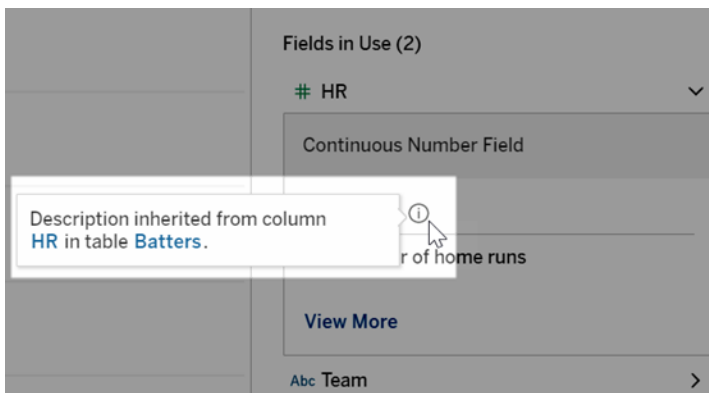 Fields in Use (2)
# HR
Continuous Number Field
Description inherited from column
HR in table Batters.
of home runs
View More
Abc Team